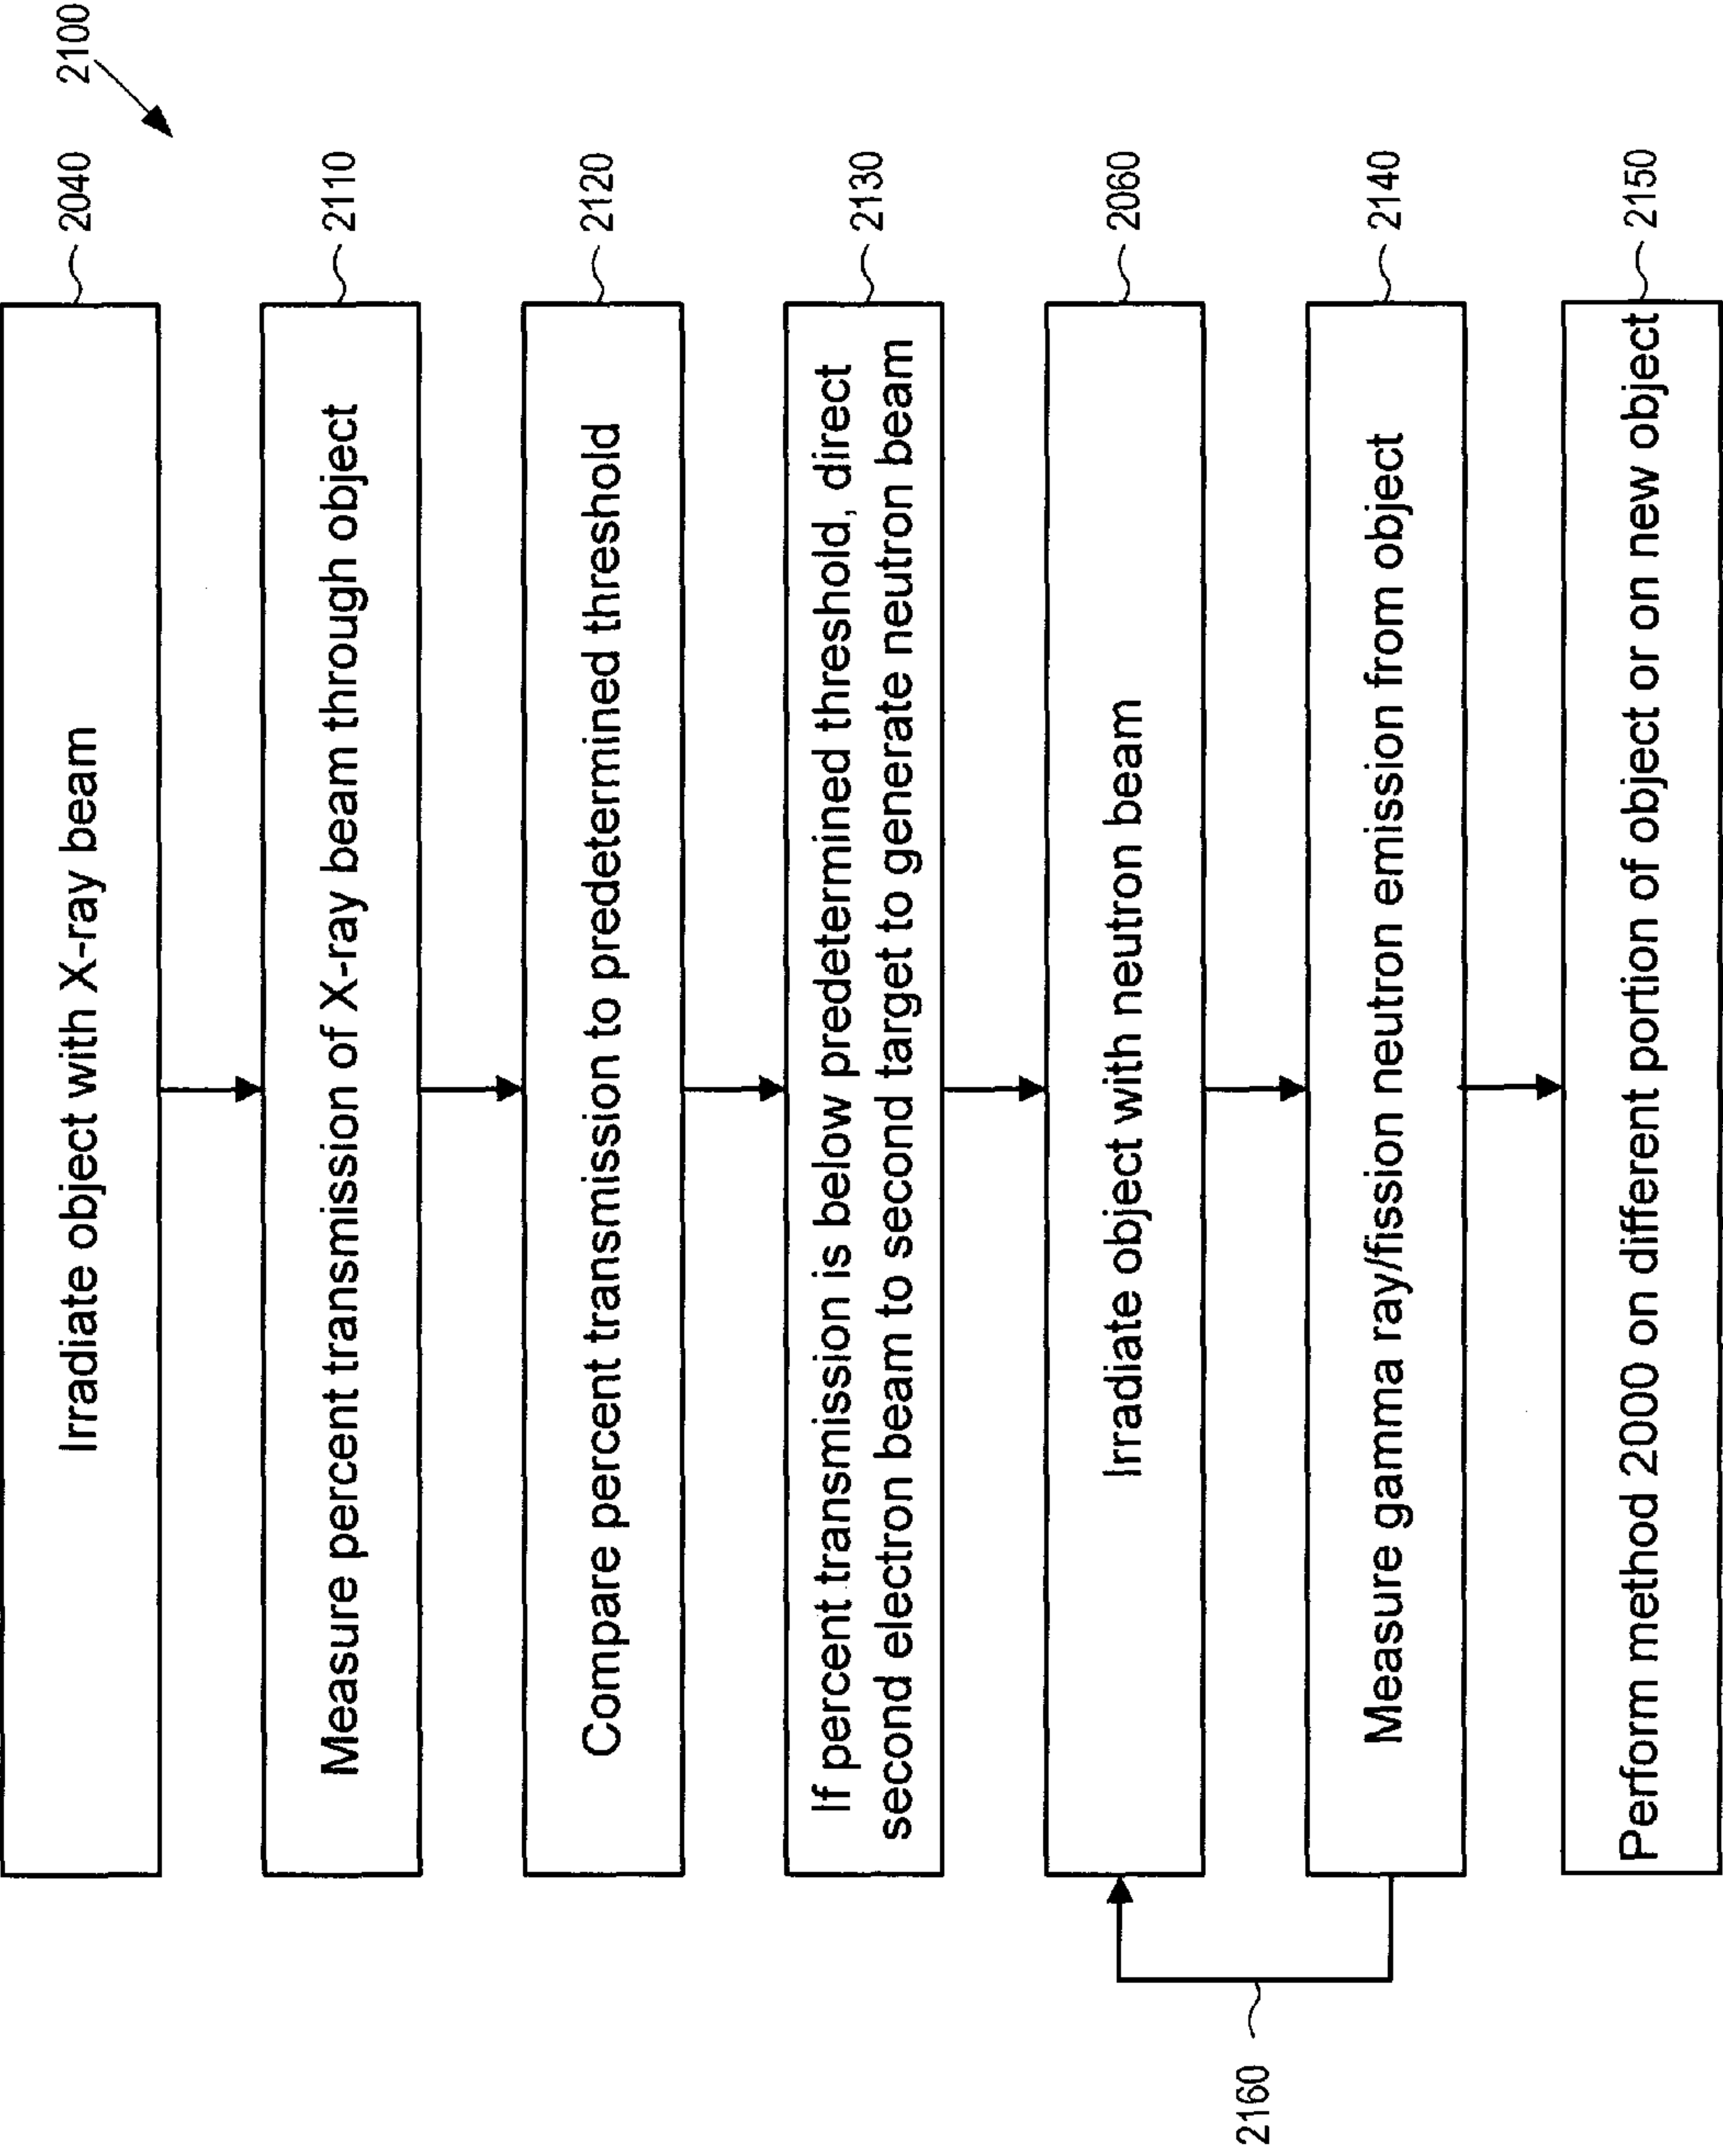 2100
Irradiate object with X-ray beam
2040
Measure percent transmission of X-ray beam through object
2110
Compare percent transmission to predetermined threshold
2120
If percent transmission is below predetermined threshold, direct
second electron beam to second target to generate neutron beam
2130
Irradiate object with neutron beam
2060
Measure gamma ray/fission neutron emission from object
2140
2160
Perform method 2000 on different portion of object or on new object
2150